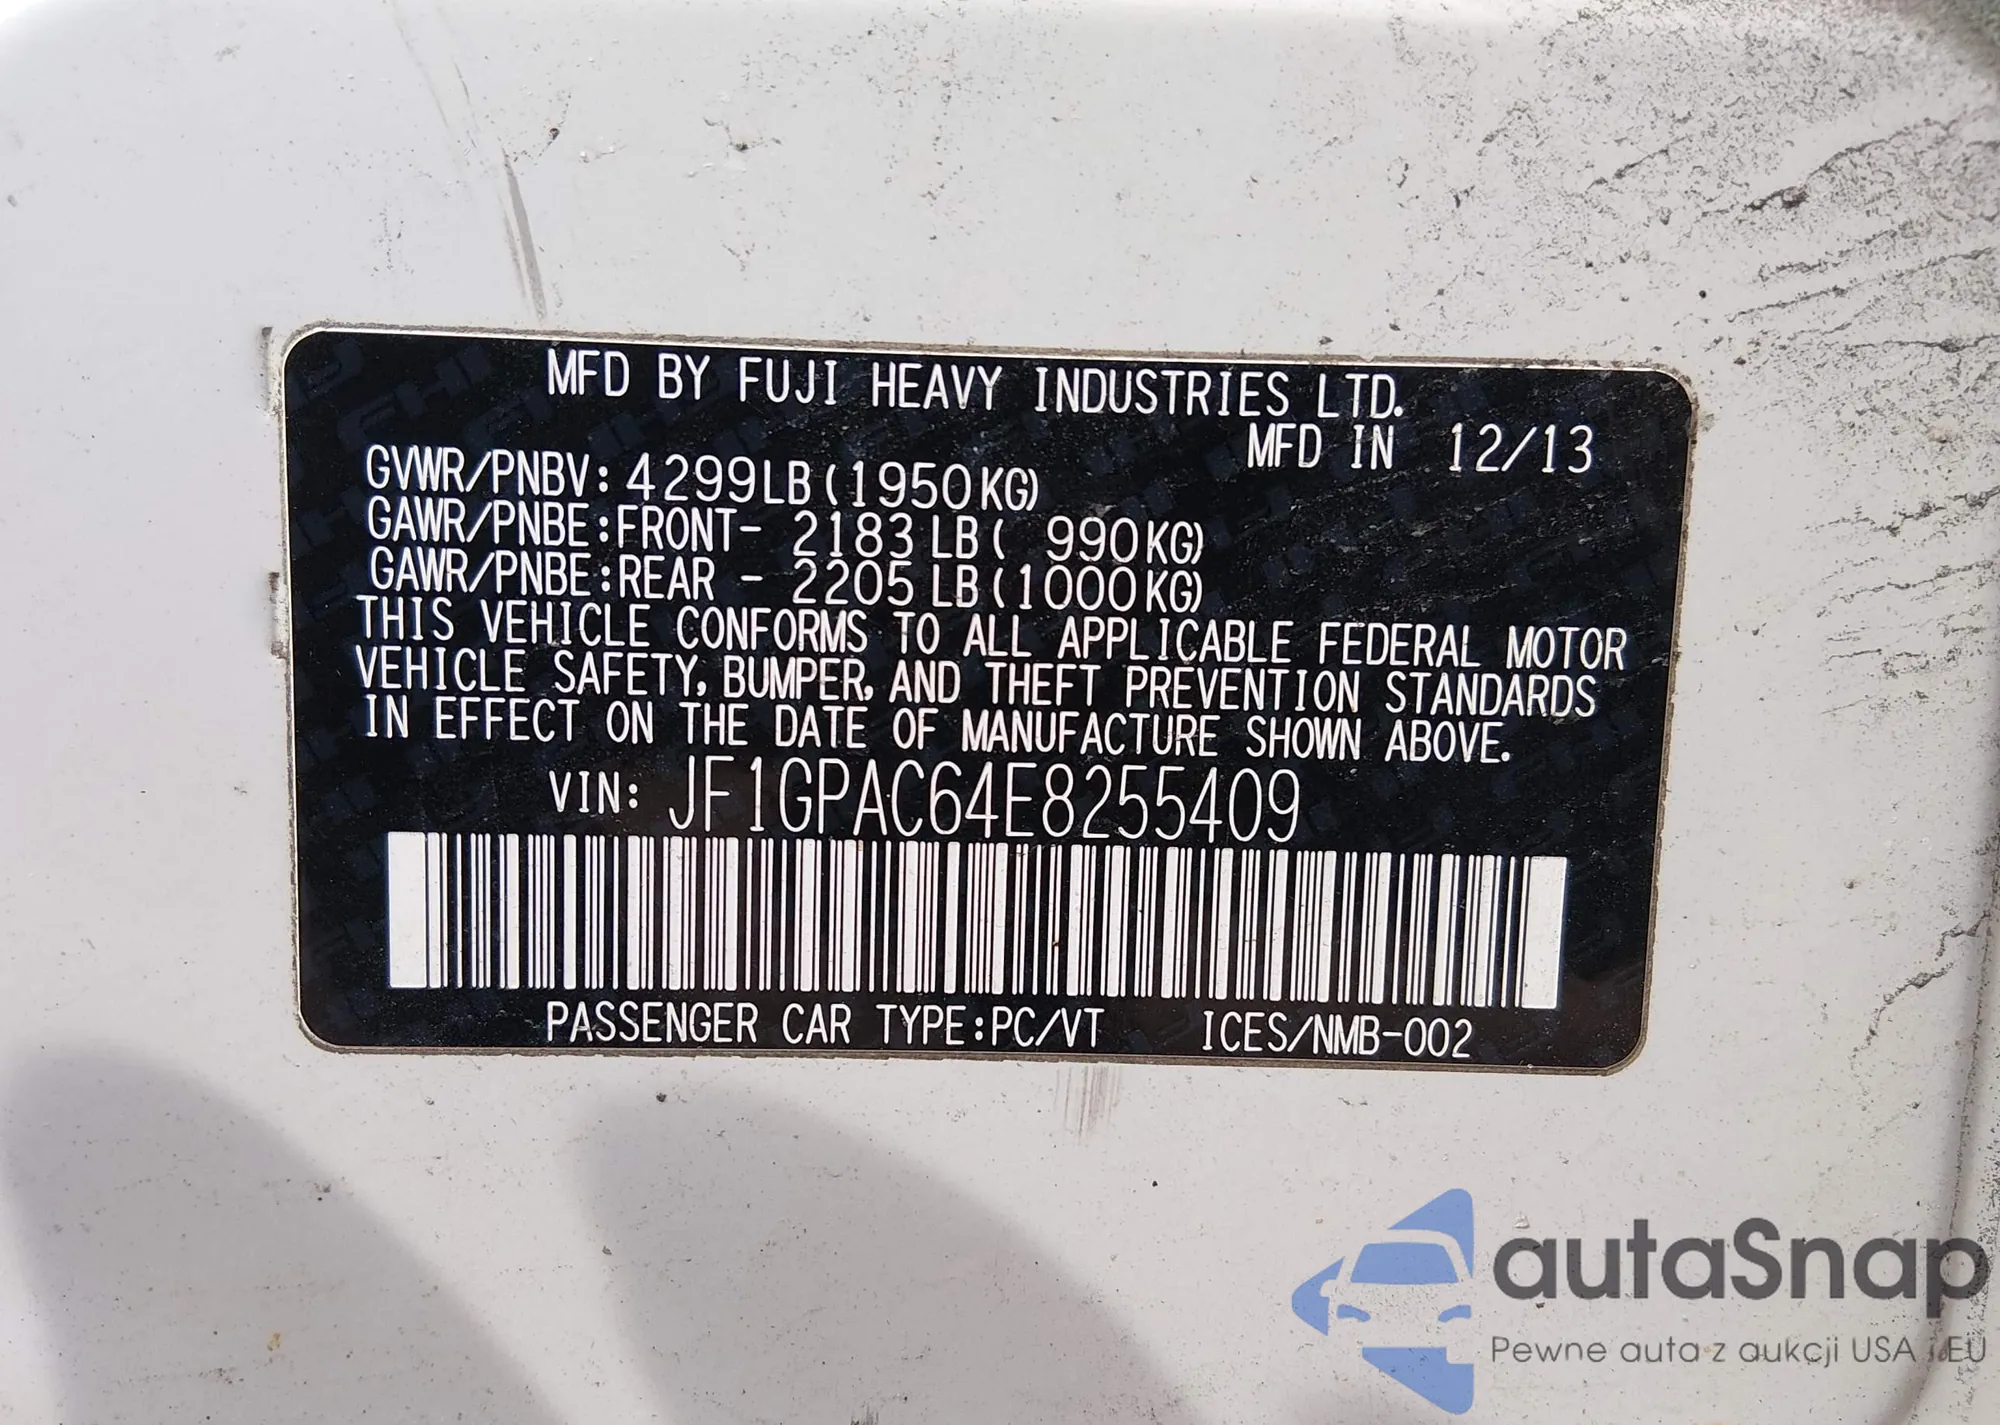 MFD BY FUJI HEAVY INDUSTRIES LTD.
MFD IN 12/13
GVWR/PNBV: 4299LB(1950KG)
GAWR/PNBE:FRONT- 2183LB( 990KG)
GAWR/PNBE:REAR - 2205LB(1000KG)
THIS VEHICLE CONFORMS TO ALL APPLICABLE FEDERAL MOTOR
VEHICLE SAFETY, BUMPER, AND THEFT PREVENTION STANDARDS
IN EFFECT ON THE DATE OF MANUFACTURE SHOWN ABOVE.
VIN: JF1GPAC64E8255409
PASSENGER CAR TYPE:PC/VT ICES/NMB-002
autaSnap
Pewne auta z aukcji USA i EU